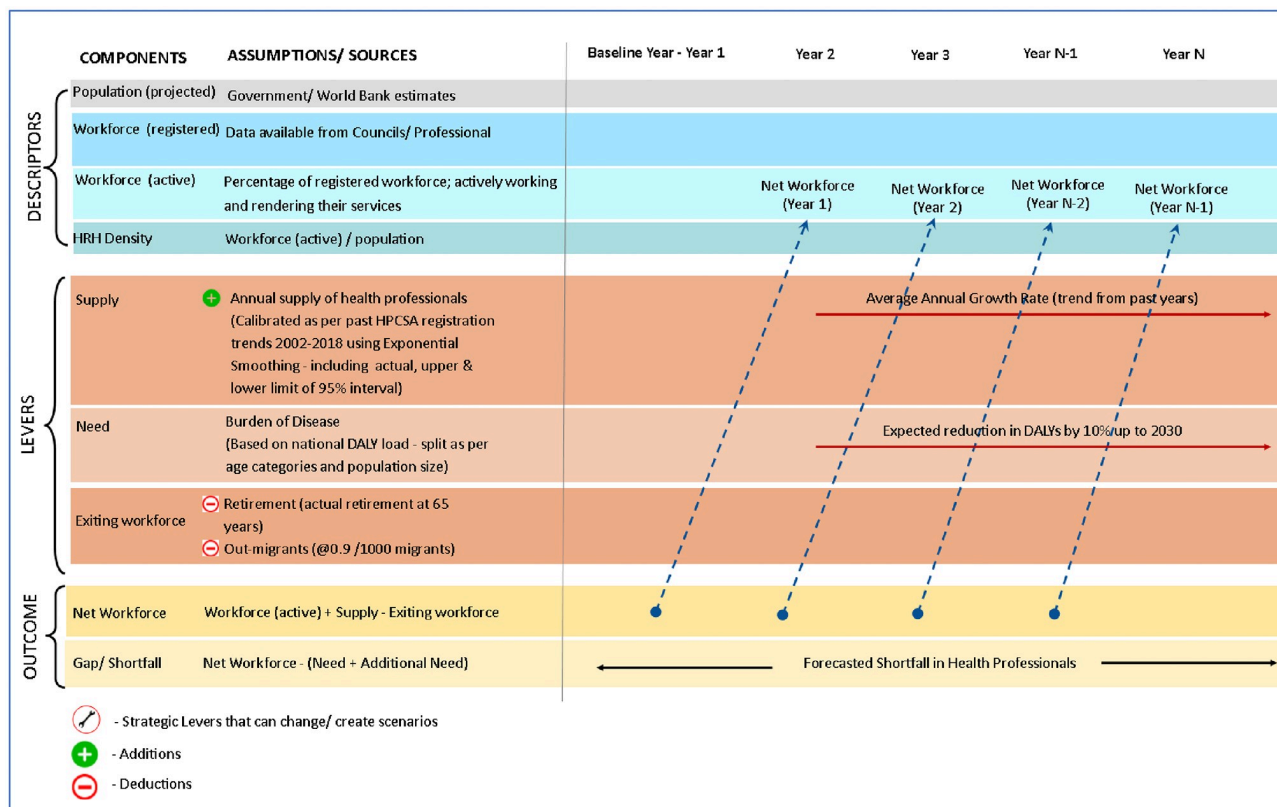 COMPONENTS
ASSUMPTIONS/ SOURCES
Baseline Year - Year 1
Year 2
Year 3
Year N-1
Year N
DESCRIPTORS
Population (projected)
Government/ World Bank estimates
Workforce (registered)
Data available from Councils/ Professional
Workforce (active)
Percentage of registered workforce; actively working
and rendering their services
Net Workforce
(Year 1)
Net Workforce
(Year 2)
Net Workforce
(Year N-2)
Net Workforce
(Year N-1)
HRH Density
Workforce (active) / population
LEVERS
Supply
Annual supply of health professionals
(Calibrated as per past HPCSA registration
trends 2002-2018 using Exponential
Smoothing - including actual, upper &
lower limit of 95% interval)
Average Annual Growth Rate (trend from past years)
Need
Burden of Disease
(Based on national DALY load - split as per
age categories and population size)
Expected reduction in DALYs by 10% up to 2030
Exiting workforce
Retirement (actual retirement at 65
years)
Out-migrants (@0.9 /1000 migrants)
OUTCOME
Net Workforce
Workforce (active) + Supply - Exiting workforce
Gap/ Shortfall
Net Workforce - (Need + Additional Need)
Forecasted Shortfall in Health Professionals
- Strategic Levers that can change/ create scenarios
- Additions
- Deductions